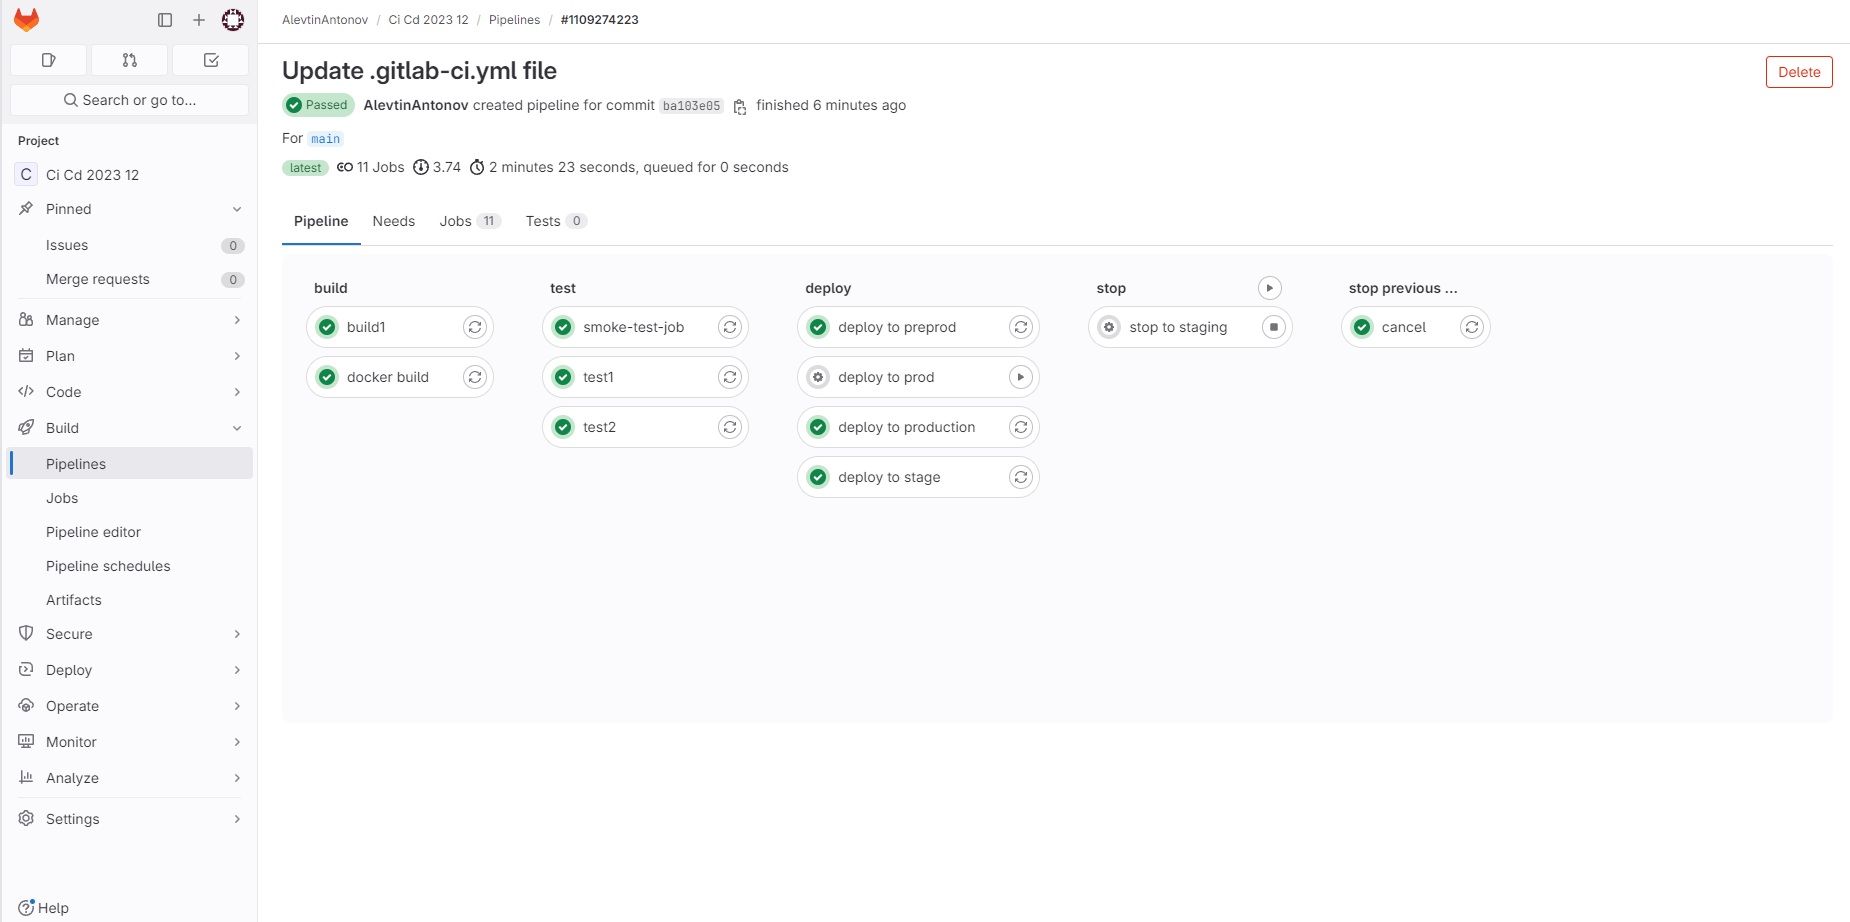 AlevtinAntonov / Ci Cd 2023 12 / Pipelines / #1109274223
Search or go to...
Project
C Ci Cd 2023 12
Pinned
Issues 0
Merge requests 0
Manage
Plan
Code
Build
Pipelines
Jobs
Pipeline editor
Pipeline schedules
Artifacts
Secure
Deploy
Operate
Monitor
Analyze
Settings
Help
Update .gitlab-ci.yml file
Delete
Passed AlevtinAntonov created pipeline for commit ba103e05 finished 6 minutes ago
For main
latest 11 Jobs 3.74 2 minutes 23 seconds, queued for 0 seconds
Pipeline Needs Jobs 11 Tests 0
build
build1
docker build
test
smoke-test-job
test1
test2
deploy
deploy to preprod
deploy to prod
deploy to production
deploy to stage
stop
stop to staging
stop previous ...
cancel